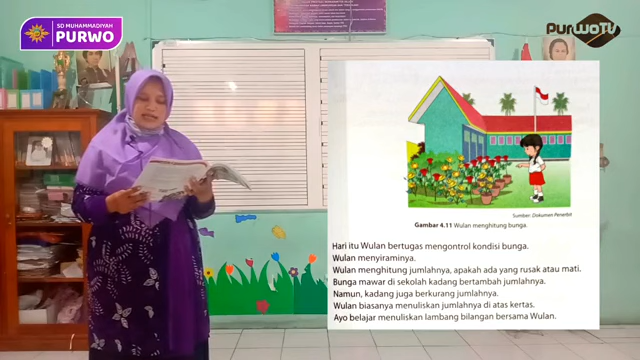 SD MUHAMMADIYAH
PURWO
PURWOTV
Sumber: Dokumen Penerbit
Gambar 4.11 Wulan menghitung bunga.
Hari itu Wulan bertugas mengontrol kondisi bunga.
Wulan menyiraminya.
Wulan menghitung jumlahnya, apakah ada yang rusak atau mati.
Bunga mawar di sekolah kadang bertambah jumlahnya.
Namun, kadang juga berkurang jumlahnya.
Wulan biasanya menuliskan jumlahnya di atas kertas.
Ayo belajar menuliskan lambang bilangan bersama Wulan.